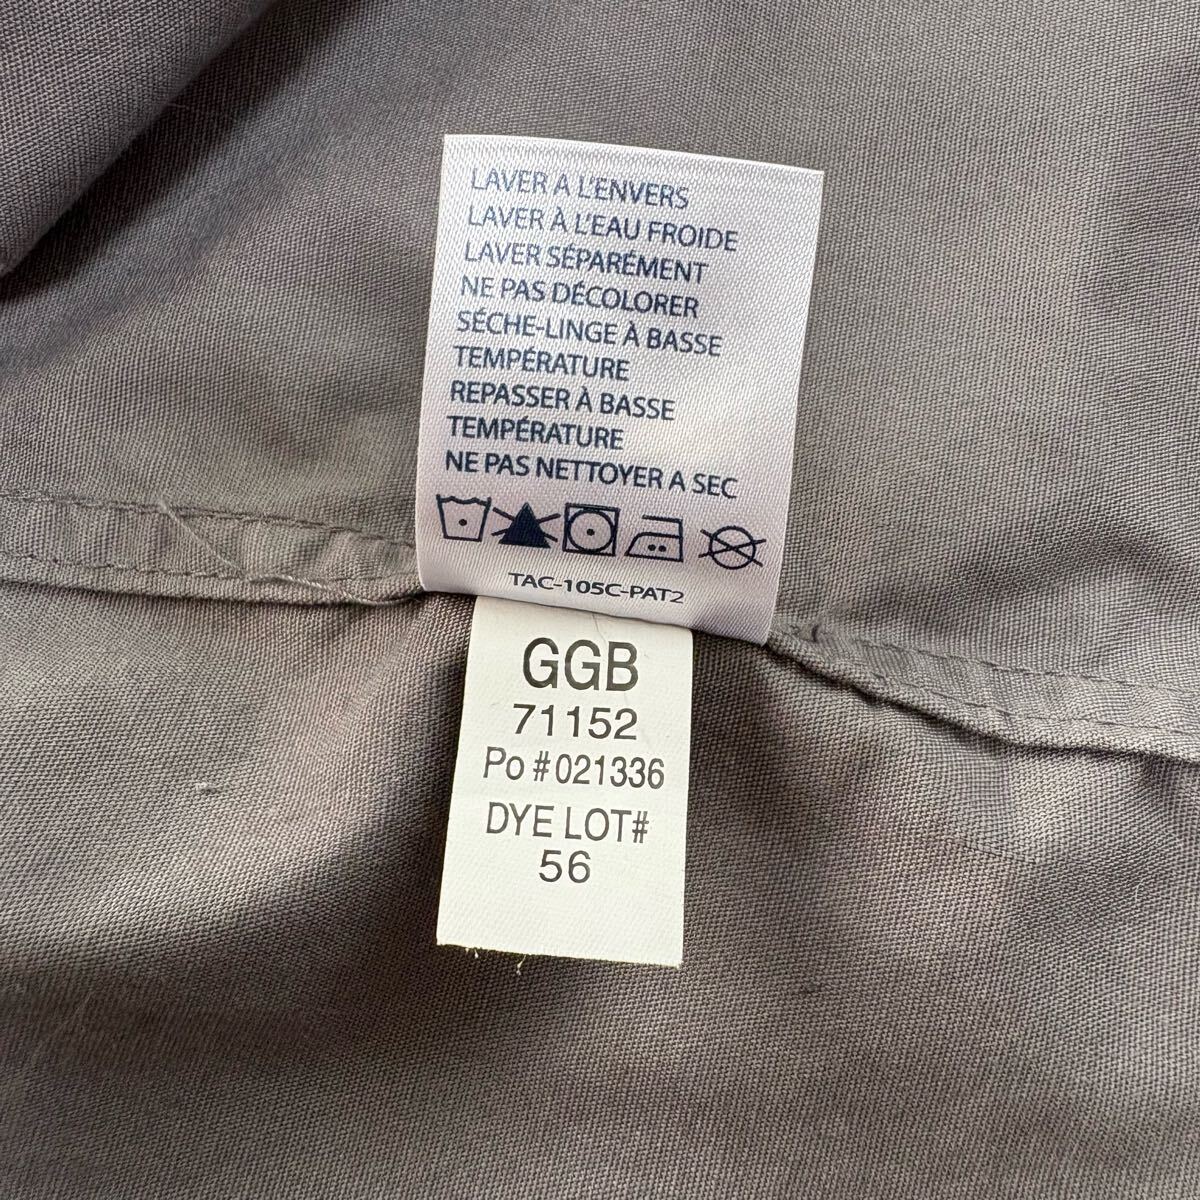 LAVER A L'ENVERS
LAVER À L'EAU FROIDE
LAVER SÉPARÉMENT
NE PAS DÉCOLORER
SÉCHE-LINGE À BASSE
TEMPÉRATURE
REPASSER À BASSE
TEMPÉRATURE
NE PAS NETTOYER A SEC
TAC-105C-PAT2
GGB
71152
Po #021336
DYE LOT#
56